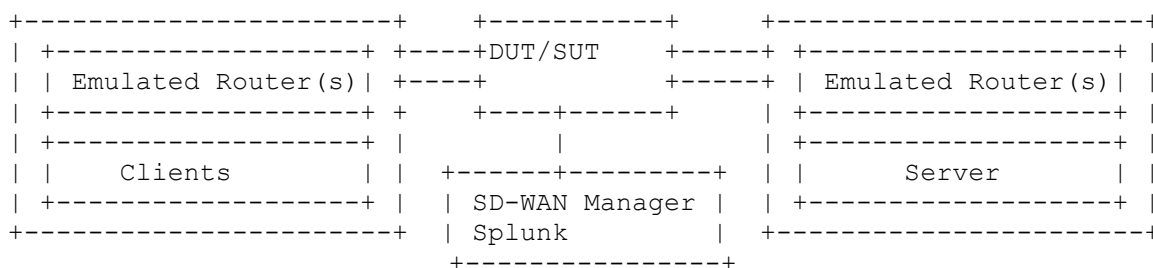 DUT/SUT
Emulated Router(s) Emulated Router(s)
Clients Server
SD-WAN Manager
Splunk